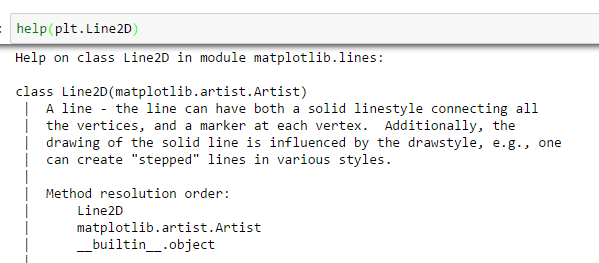 : help(plt.Line2D)
Help on class Line2D in module matplotlib.lines:
class Line2D(matplotlib.artist.Artist)
 |  A line - the line can have both a solid linestyle connecting all
 |  the vertices, and a marker at each vertex.  Additionally, the
 |  drawing of the solid line is influenced by the drawstyle, e.g., one
 |  can create "stepped" lines in various styles.
 |
 |  Method resolution order:
 |      Line2D
 |      matplotlib.artist.Artist
 |      __builtin__.object
 |